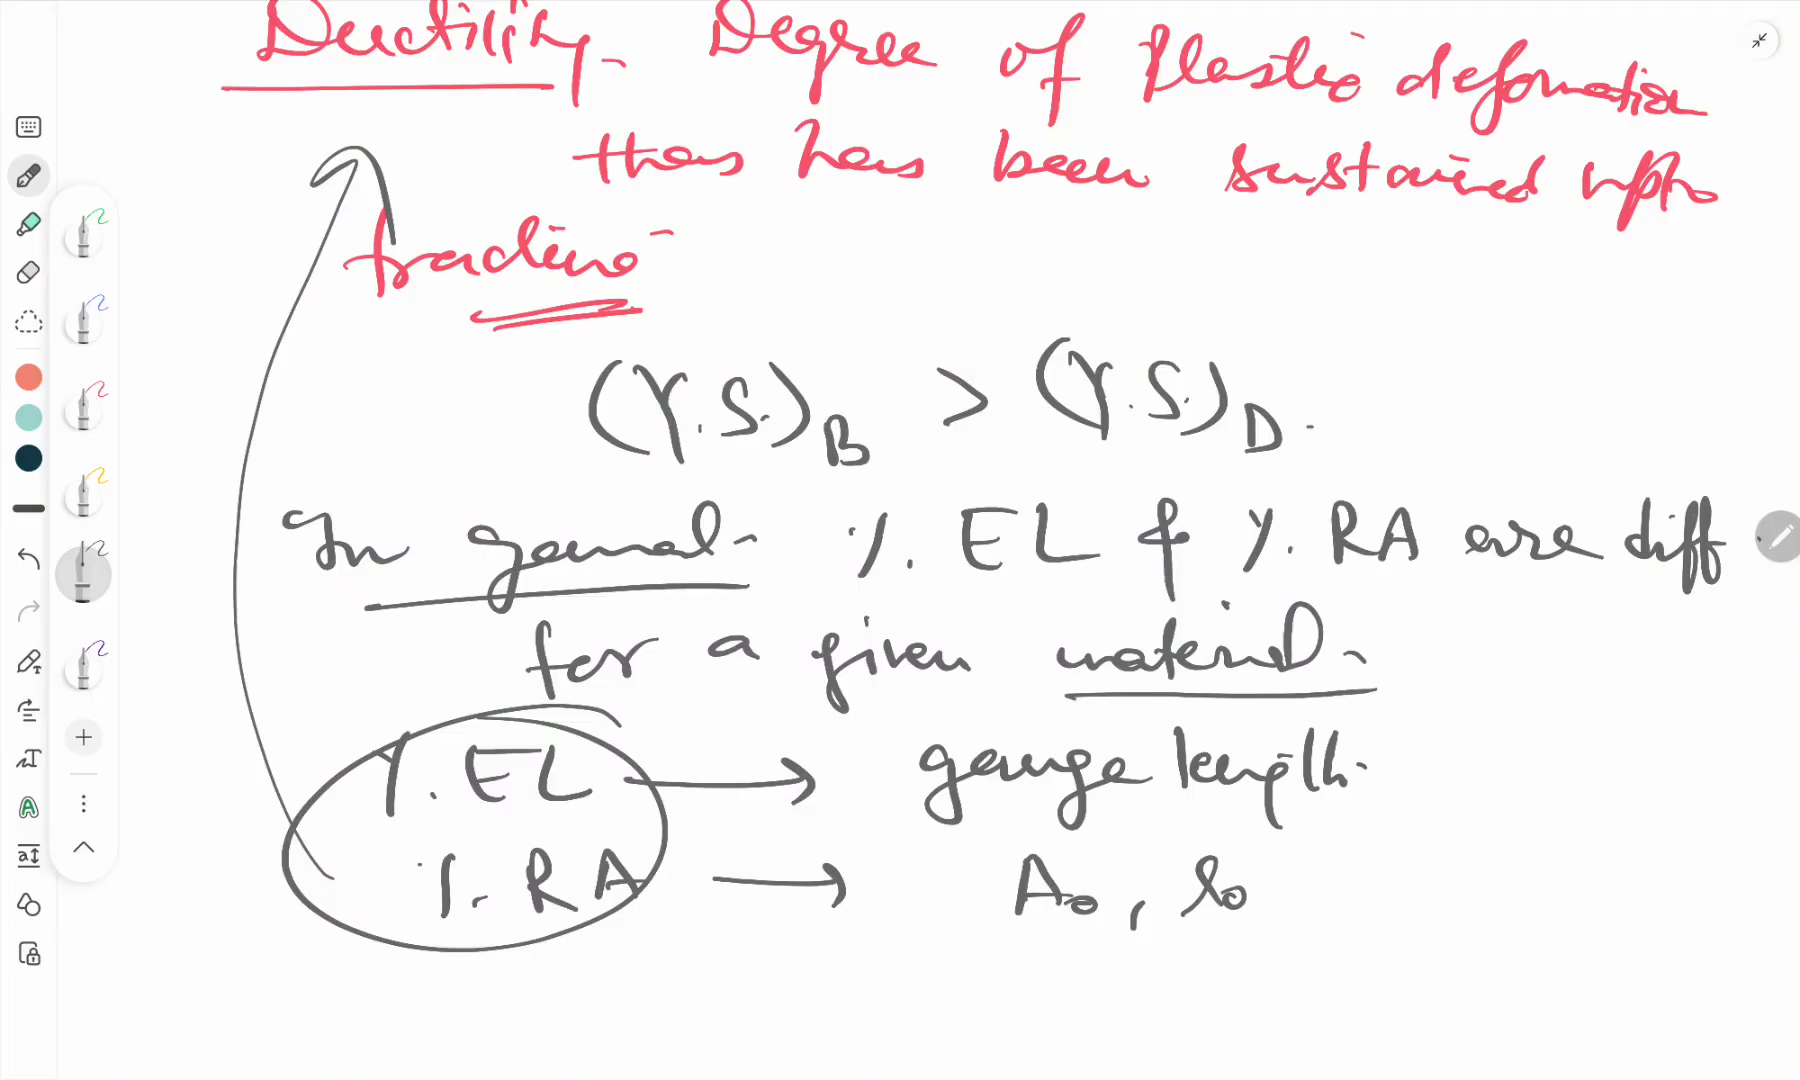 Ductility - Degree of Plastic deformation
that has been sustained upto
fracture -
(Y.S.)B > (Y.S.)D.
In general - % EL & % RA are diff
for a given material -
% EL → gauge length.
% RA → A₀, l₀